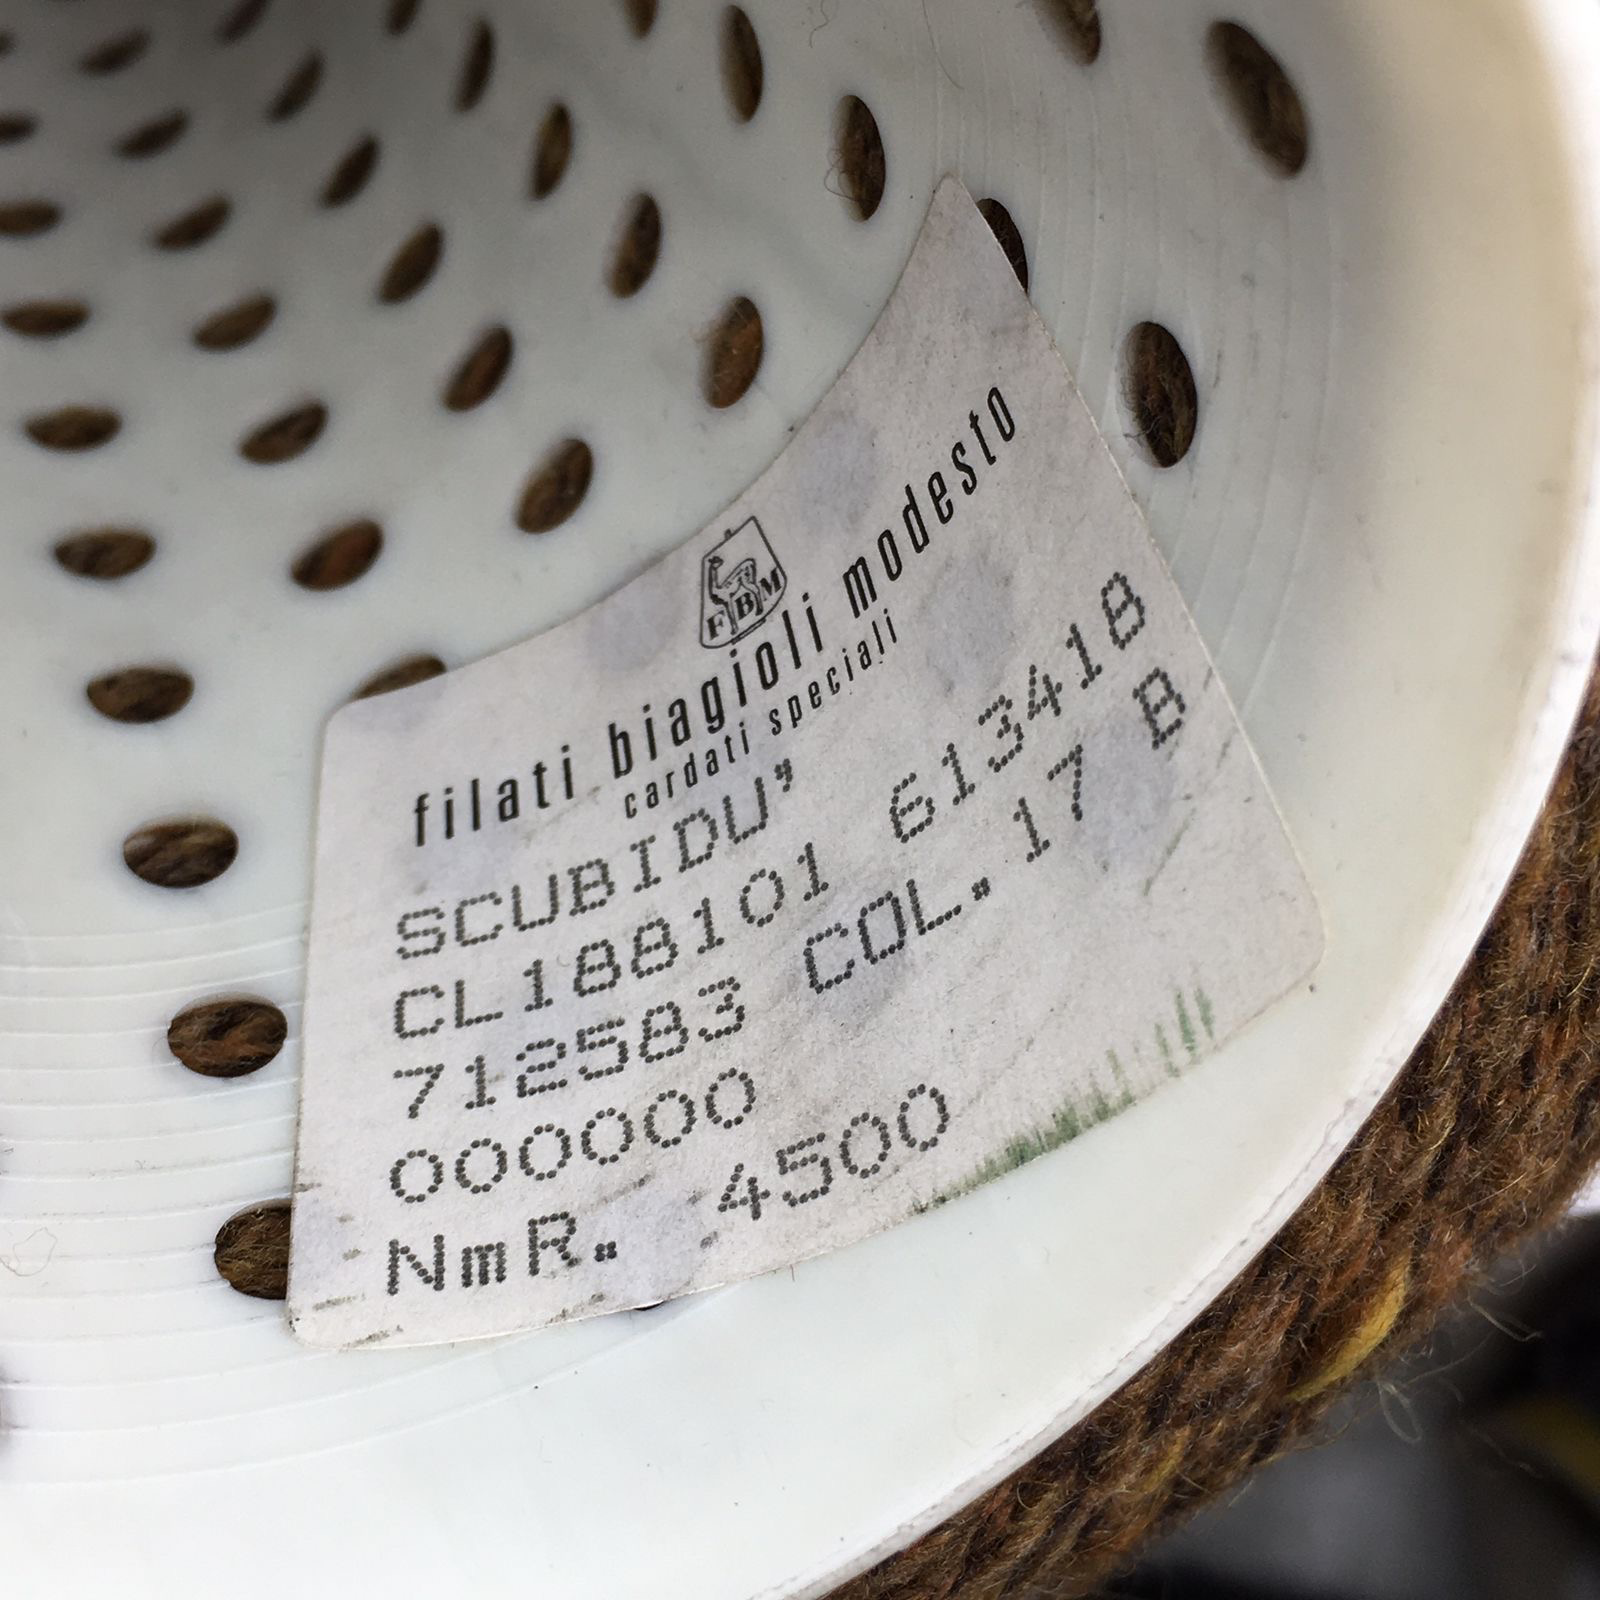 FBM
filati biagioli modesto
cardati speciali
SCUBIDU'
CL188101 613418
712583 COL. 17 B
000000
NmR. 4500